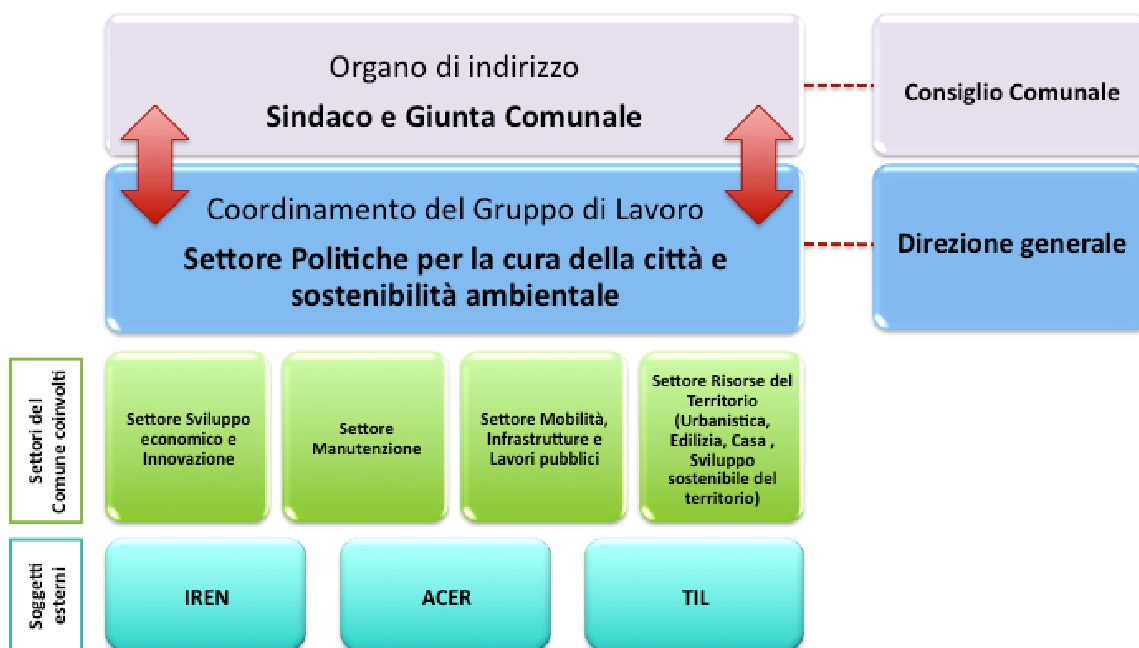 Organo di indirizzo
Sindaco e Giunta Comunale
Consiglio Comunale
Coordinamento del Gruppo di Lavoro
Settore Politiche per la cura della città e
sostenibilità ambientale
Direzione generale
Settori del
Comune coinvolti
Settore Sviluppo
economico e
Innovazione
Settore
Manutenzione
Settore Mobilità,
Infrastrutture e
Lavori pubblici
Settore Risorse del
Territorio
(Urbanistica,
Edilizia, Casa ,
Sviluppo
sostenibile del
territorio)
Soggetti
esterni
IREN
ACER
TIL